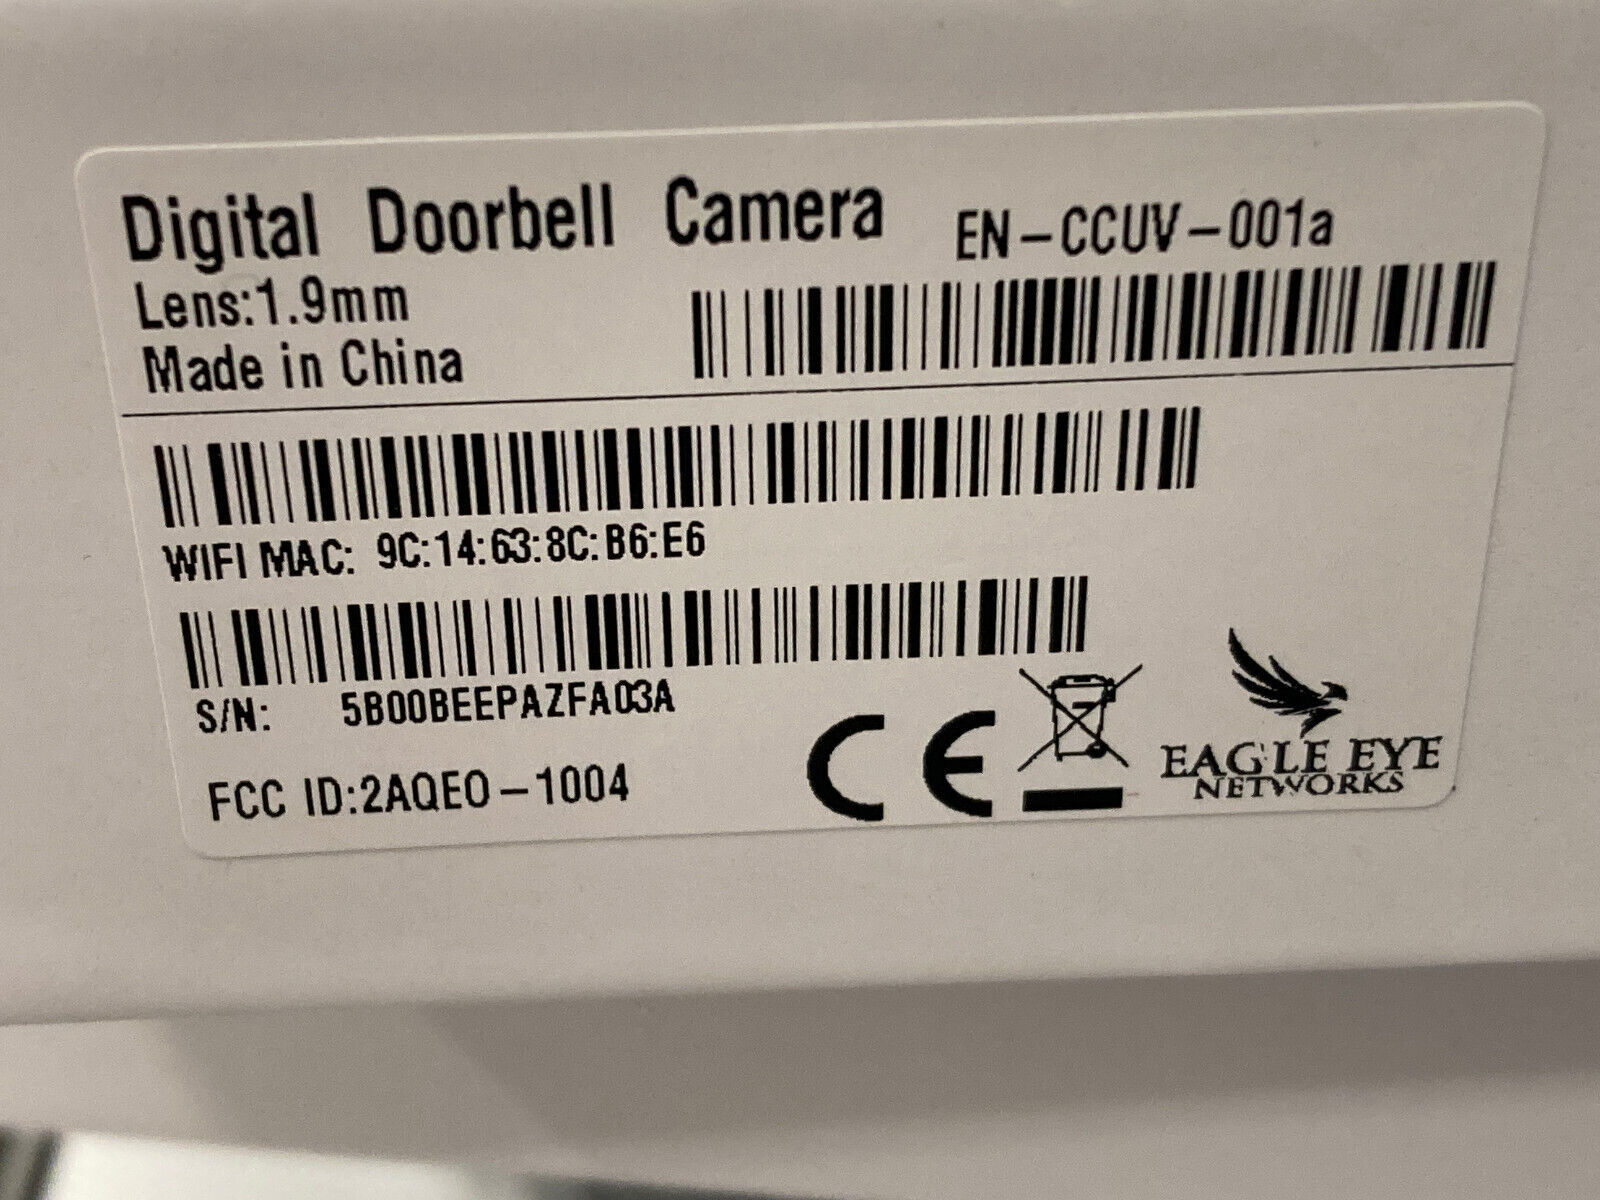 Digital Doorbell Camera EN-CCUV-001a
Lens:1.9mm
Made in China
WIFI MAC: 9C:14:63:8C:B6:E6
S/N: 5B00BEEPAZFA03A
FCC ID:2AQEO-1004
CE
EAGLE EYE
NETWORKS